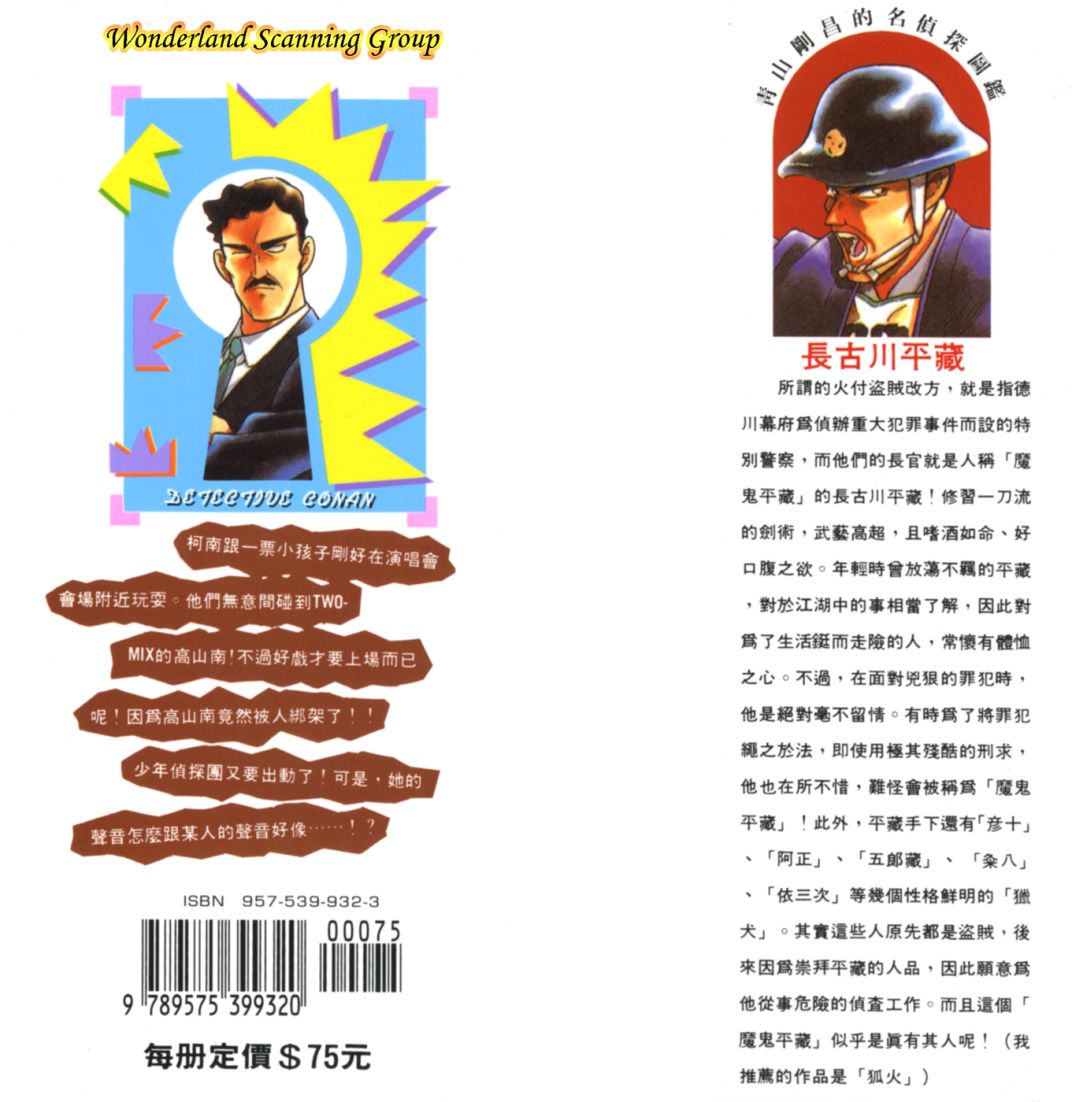 Wonderland Scanning Group
DETECTIVE CONAN
柯南跟一票小孩子剛好在演唱會
會場附近玩耍。他們無意間碰到TWO-
MIX的高山南!不過好戲才要上場而已
呢!因為高山南竟然被人綁架了!!
少年偵探團又要出動了!可是,她的
聲音怎麼跟某人的聲音好像……!?
ISBN 957-539-932-3
00075
9 789575 399320
每册定價$75元
青山剛昌的名偵探圖鑑
長古川平藏
所謂的火付盜賊改方,就是指德
川幕府爲偵辦重大犯罪事件而設的特
別警察,而他們的長官就是人稱「魔
鬼平藏」的長古川平藏!修習一刀流
的劍術,武藝高超,且嗜酒如命、好
口腹之欲。年輕時曾放蕩不羈的平藏
,對於江湖中的事相當了解,因此對
爲了生活鋌而走險的人,常懷有體恤
之心。不過,在面對兇狠的罪犯時,
他是絕對毫不留情。有時爲了將罪犯
繩之於法,即使用極其殘酷的刑求,
他也在所不惜,難怪會被稱爲「魔鬼
平藏」!此外,平藏手下還有「彥十」
、「阿正」、「五郎藏」、「粂八」
、「依三次」等幾個性格鮮明的「獵
犬」。其實這些人原先都是盜賊,後
來因爲崇拜平藏的人品,因此願意爲
他從事危險的偵查工作。而且這個「
魔鬼平藏」似乎是眞有其人呢!(我
推薦的作品是「狐火」)